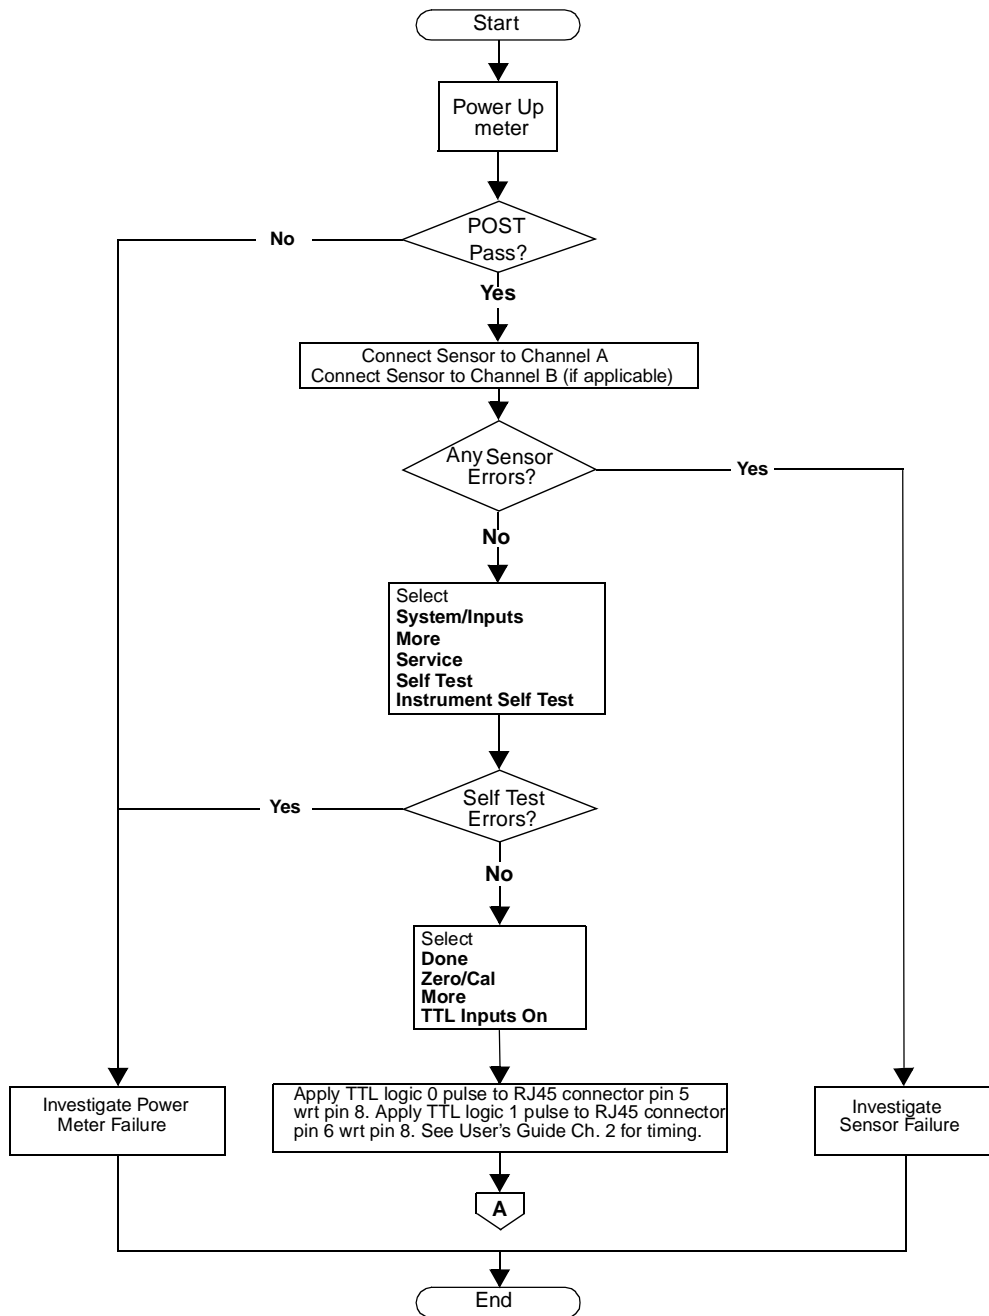 Start
Power Up
meter
POST
Pass?
No
Yes
Connect Sensor to Channel A
Connect Sensor to Channel B (if applicable)
Any Sensor
Errors?
Yes
No
Select
System/Inputs
More
Service
Self Test
Instrument Self Test
Self Test
Errors?
Yes
No
Select
Done
Zero/Cal
More
TTL Inputs On
Investigate Power
Meter Failure
Apply TTL logic 0 pulse to RJ45 connector pin 5
wrt pin 8. Apply TTL logic 1 pulse to RJ45 connector
pin 6 wrt pin 8. See User's Guide Ch. 2 for timing.
Investigate
Sensor Failure
A
End